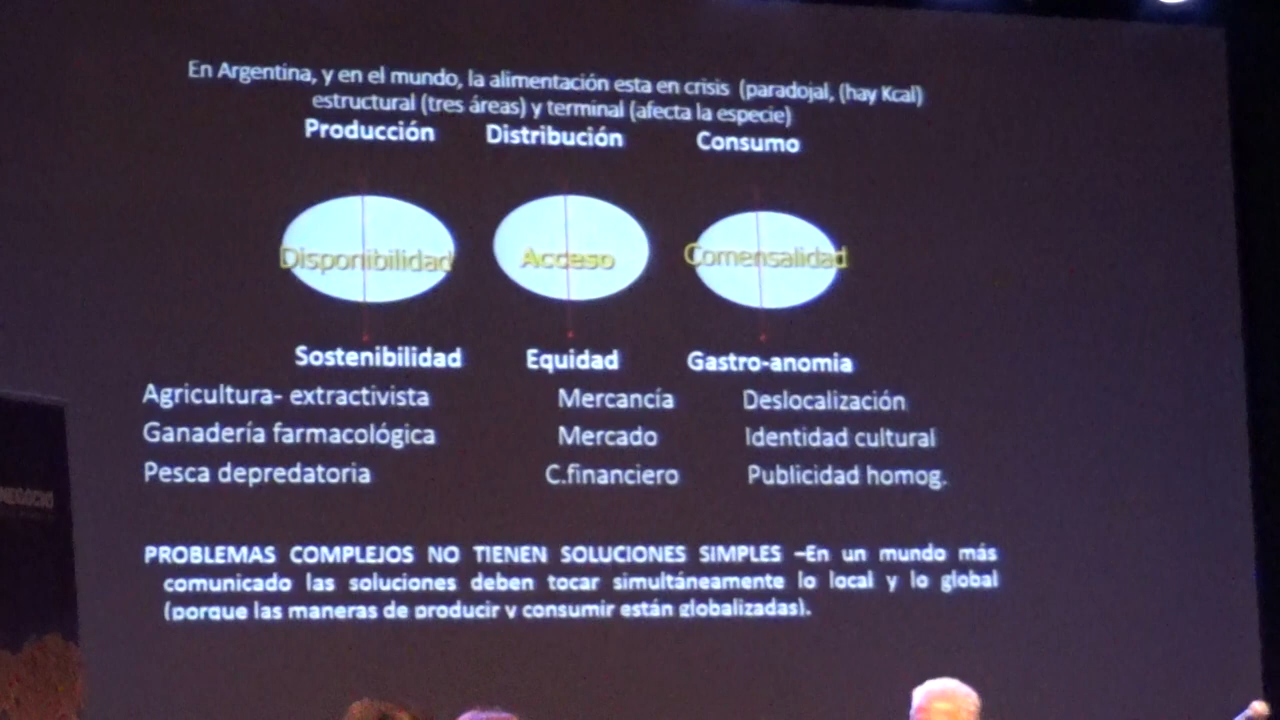 En Argentina, y en el mundo, la alimentación esta en crisis (paradojal, (hay Kcal)
estructural (tres áreas) y terminal (afecta la especie)
Producción Distribución Consumo
Disponibilidad Acceso Comensalidad
Sostenibilidad Equidad Gastro-anomia
Agricultura- extractivista Mercancía Deslocalización
Ganadería farmacológica Mercado Identidad cultural
Pesca depredatoria C.financiero Publicidad homog.
PROBLEMAS COMPLEJOS NO TIENEN SOLUCIONES SIMPLES –En un mundo más
comunicado las soluciones deben tocar simultáneamente lo local y lo global
(porque las maneras de producir y consumir están globalizadas).